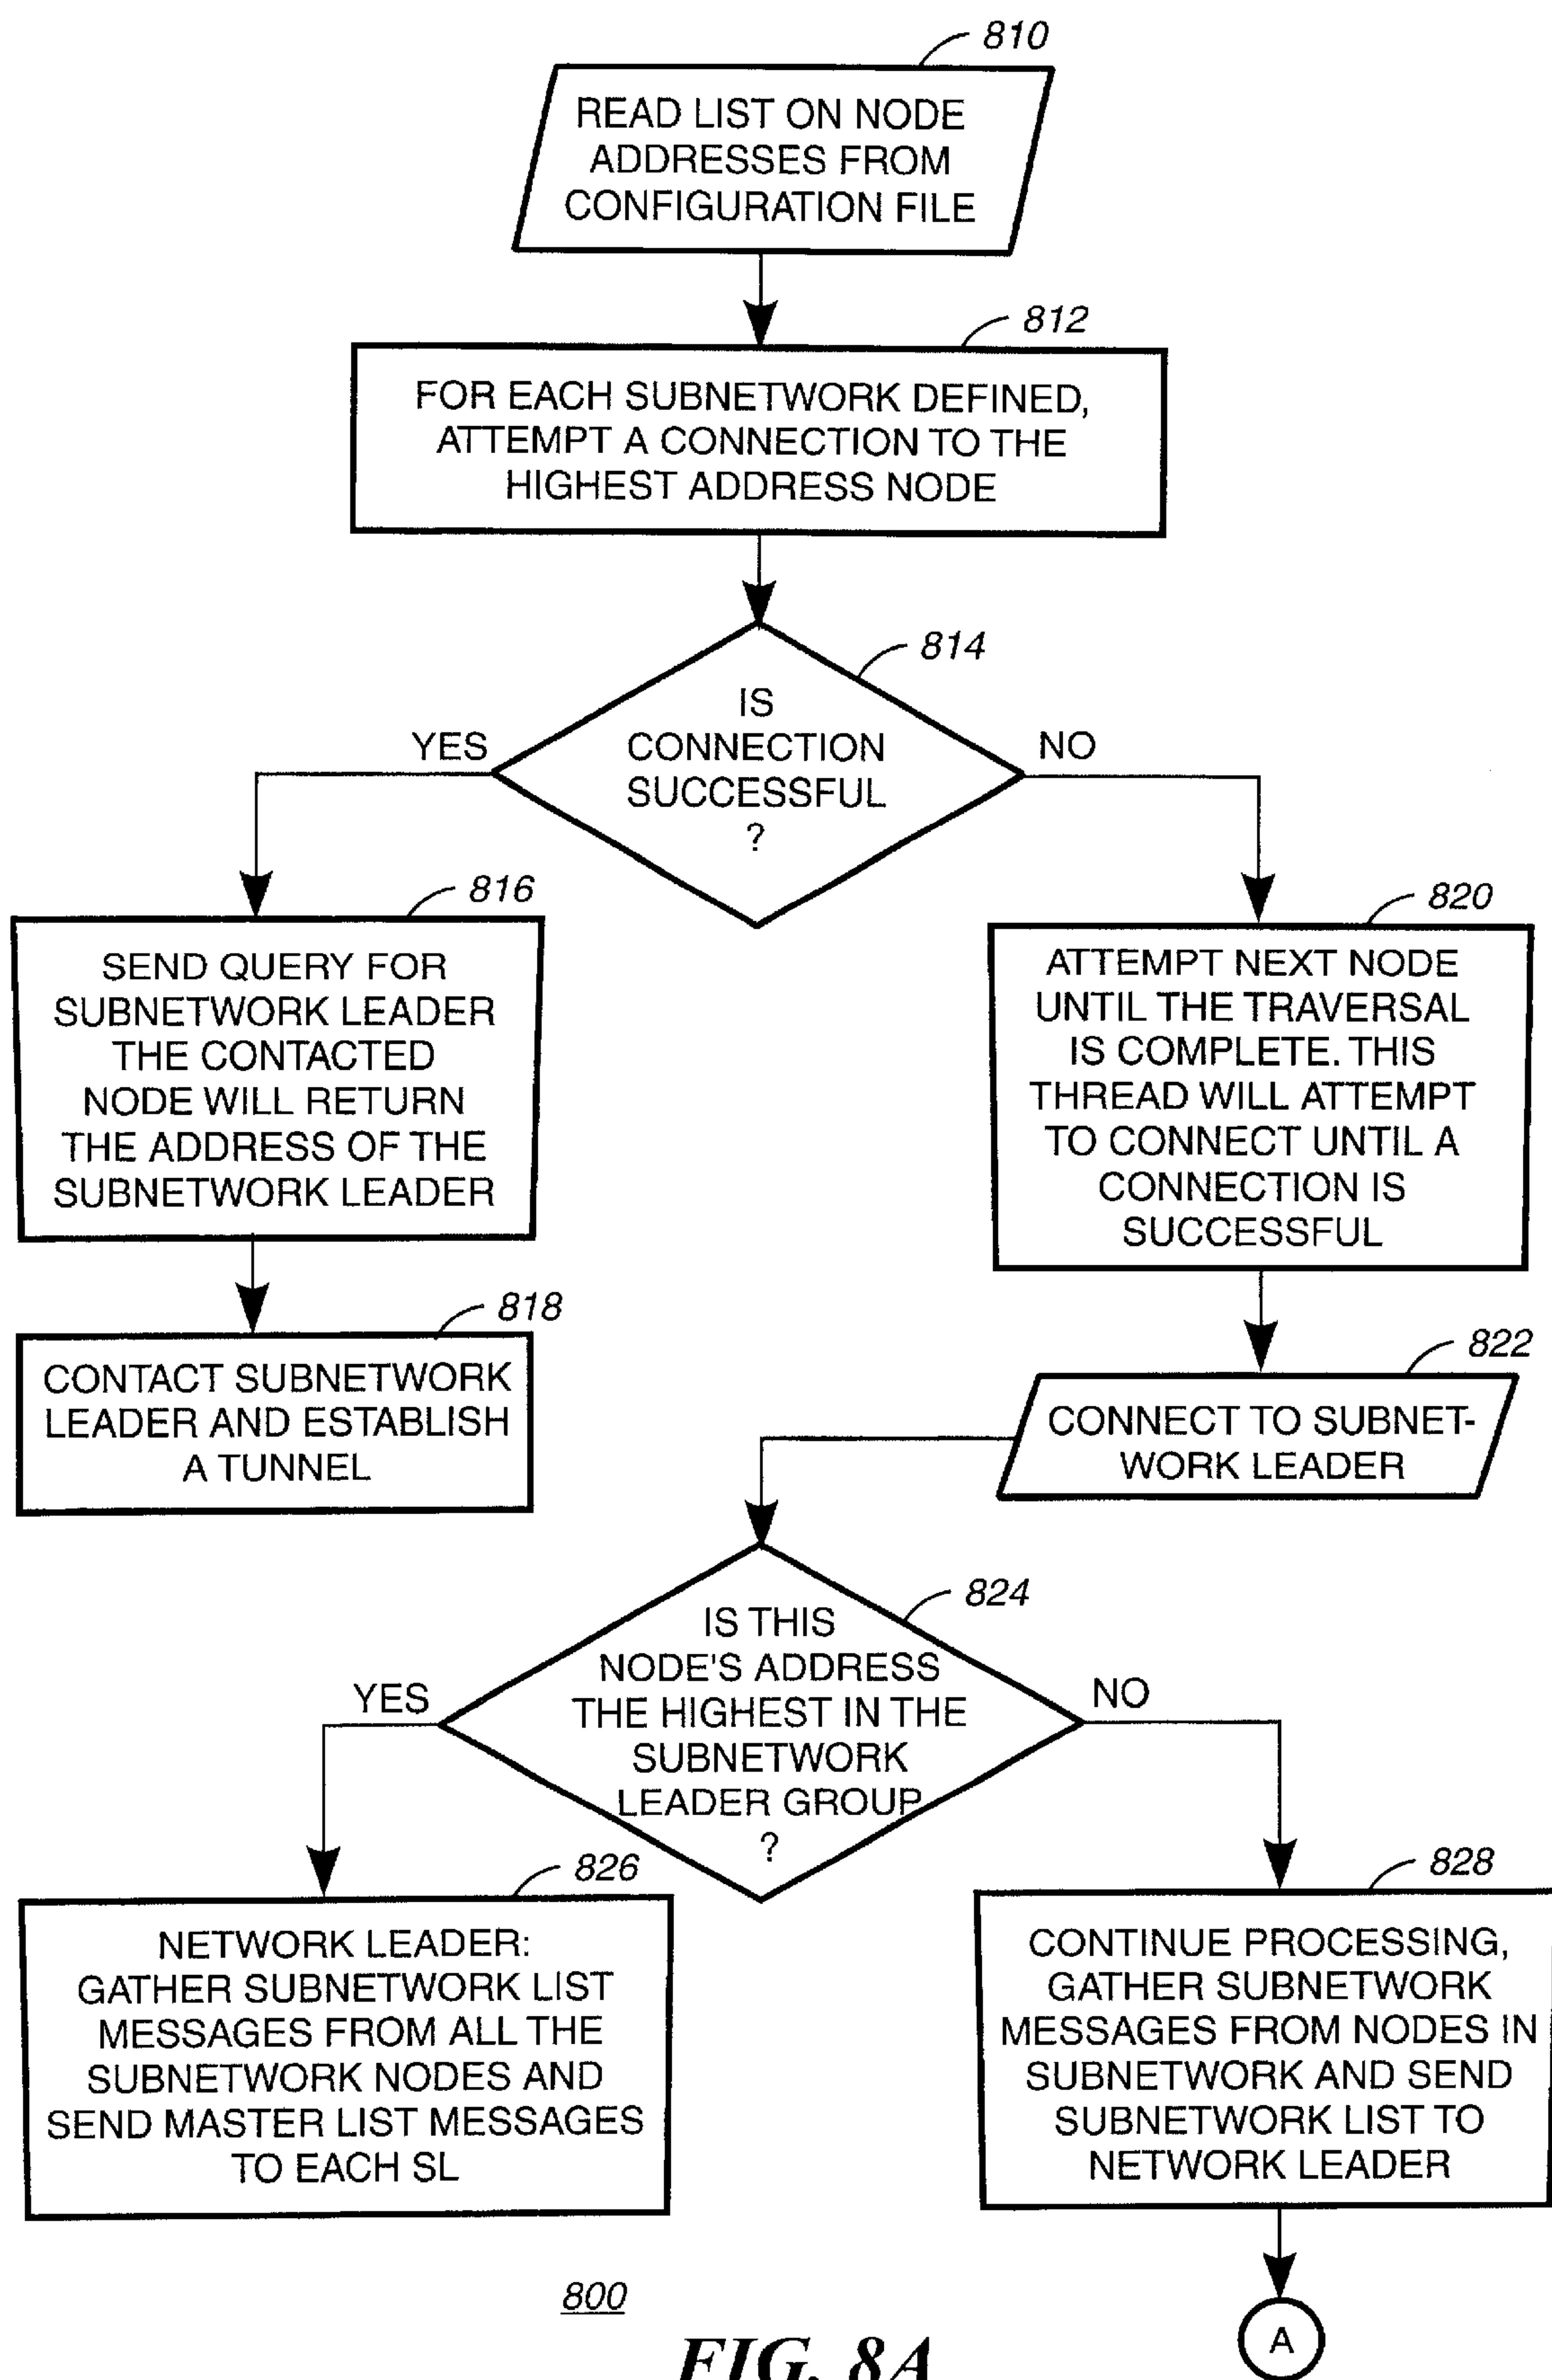 810
READ LIST ON NODE
ADDRESSES FROM
CONFIGURATION FILE
812
FOR EACH SUBNETWORK DEFINED,
ATTEMPT A CONNECTION TO THE
HIGHEST ADDRESS NODE
814
IS
CONNECTION
SUCCESSFUL
?
YES
NO
816
SEND QUERY FOR
SUBNETWORK LEADER
THE CONTACTED
NODE WILL RETURN
THE ADDRESS OF THE
SUBNETWORK LEADER
818
CONTACT SUBNETWORK
LEADER AND ESTABLISH
A TUNNEL
820
ATTEMPT NEXT NODE
UNTIL THE TRAVERSAL
IS COMPLETE. THIS
THREAD WILL ATTEMPT
TO CONNECT UNTIL A
CONNECTION IS
SUCCESSFUL
822
CONNECT TO SUBNET-
WORK LEADER
824
IS THIS
NODE'S ADDRESS
THE HIGHEST IN THE
SUBNETWORK
LEADER GROUP
?
YES
NO
826
NETWORK LEADER:
GATHER SUBNETWORK LIST
MESSAGES FROM ALL THE
SUBNETWORK NODES AND
SEND MASTER LIST MESSAGES
TO EACH SL
828
CONTINUE PROCESSING,
GATHER SUBNETWORK
MESSAGES FROM NODES IN
SUBNETWORK AND SEND
SUBNETWORK LIST TO
NETWORK LEADER
A
800
FIG. 8A